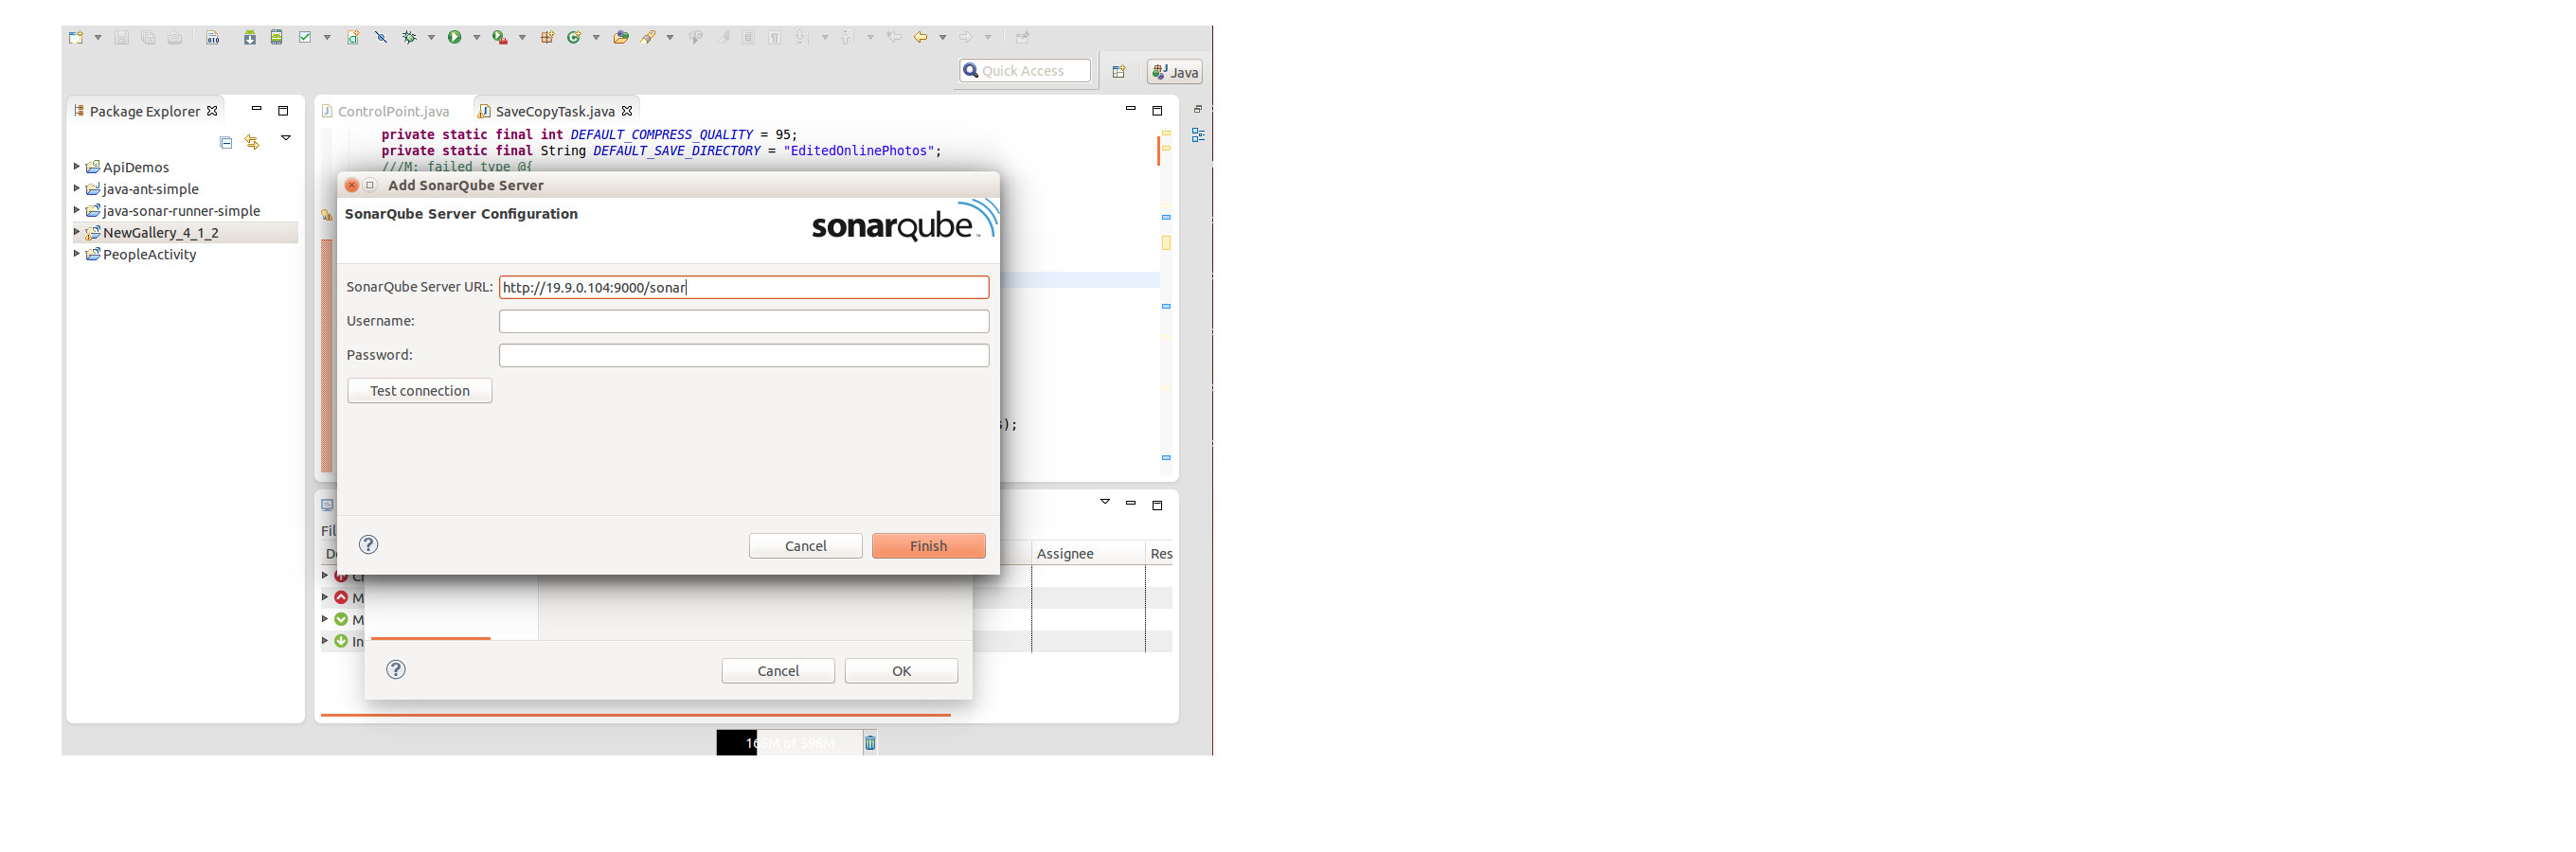 Quick Access
Java
Package Explorer
ControlPoint.java
SaveCopyTask.java
private static final int DEFAULT_COMPRESS_QUALITY = 95;
private static final String DEFAULT_SAVE_DIRECTORY = "EditedOnlinePhotos";
///M: failed type @{
ApiDemos
java-ant-simple
java-sonar-runner-simple
NewGallery_4_1_2
PeopleActivity
Add SonarQube Server
SonarQube Server Configuration
sonarqube
SonarQube Server URL:
http://19.9.0.104:9000/sonar
Username:
Password:
Test connection
);
Cancel
Finish
Fil
Assignee
Res
M
M
In
Cancel
OK
165M of 598M